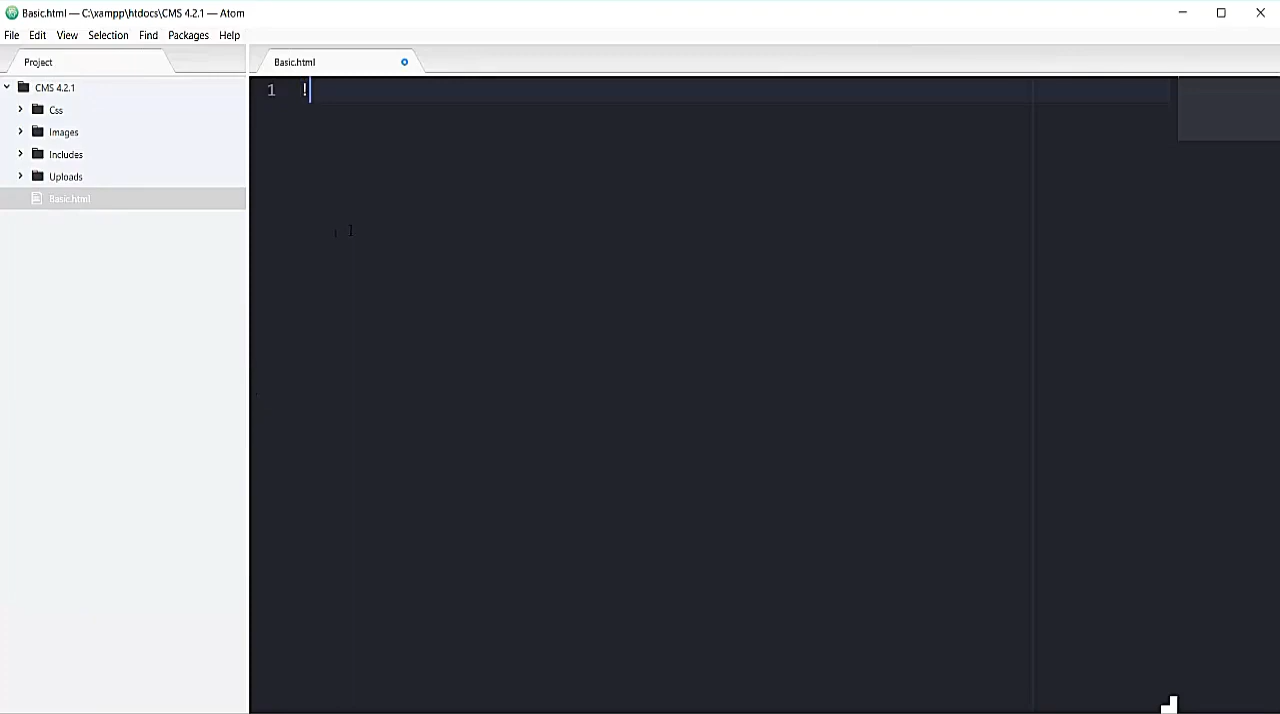 Basic.html — C:\xampp\htdocs\CMS 4.2.1 — Atom
File Edit View Selection Find Packages Help
Project
Basic.html
CMS 4.2.1
Css
Images
Includes
Uploads
Basic.html
1 !